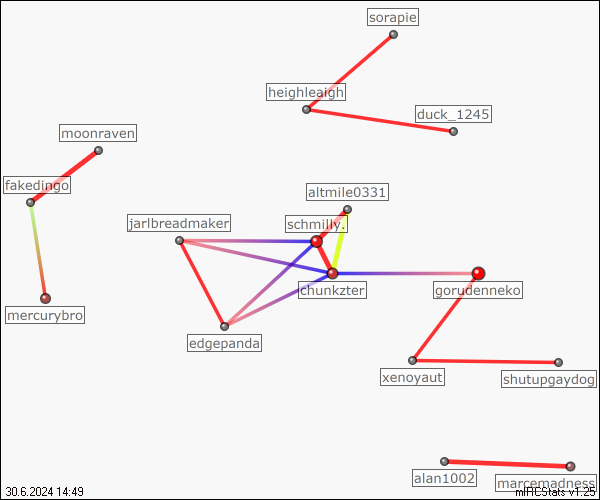 sorapie
heighleaigh
duck_1245
moonraven
fakedingo
altmile0331
jarlbreadmaker
schmilly.
chunkzter
gorudenneko
mercurybro
edgepanda
xenoyaut
shutupgaydog
alan1002
marcemadness
30.6.2024 14:49
mIRCStats v1.25